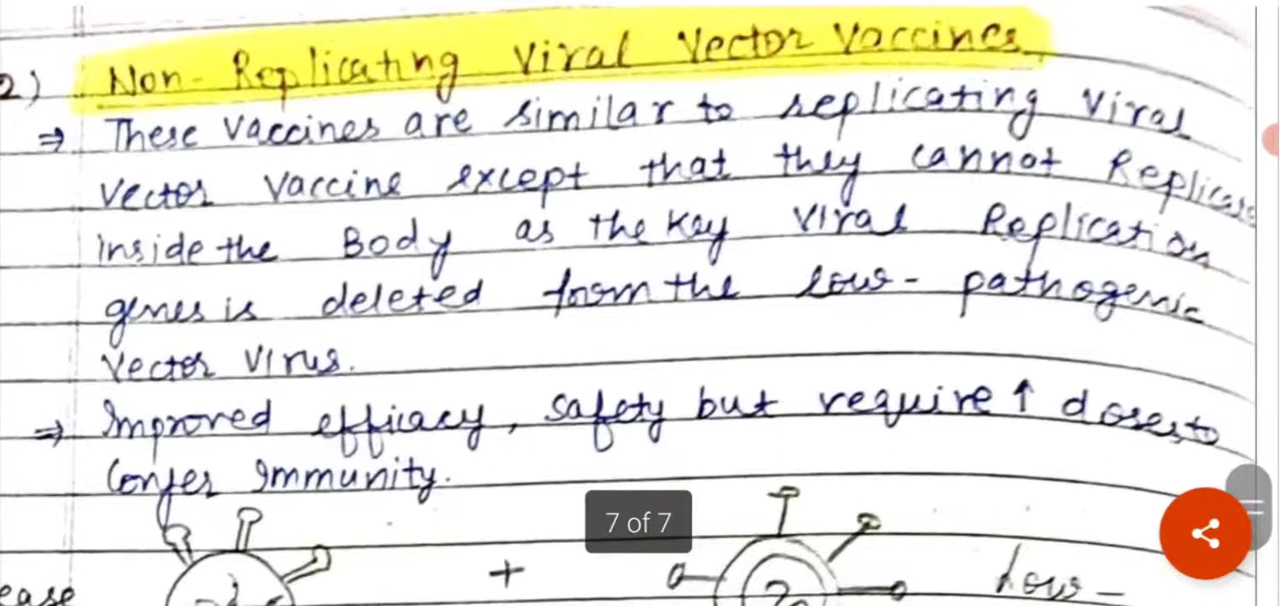 2) Non-Replicating Viral Vector Vaccines
⇒ These vaccines are similar to replicating viral
vector vaccine except that they cannot Replicate
inside the Body as the key viral Replication
genes is deleted from the low-pathogenic
vector virus.
⇒ Improved efficacy, safety but require ↑ doses to
Confer Immunity.
7 of 7
+
ease
Low-